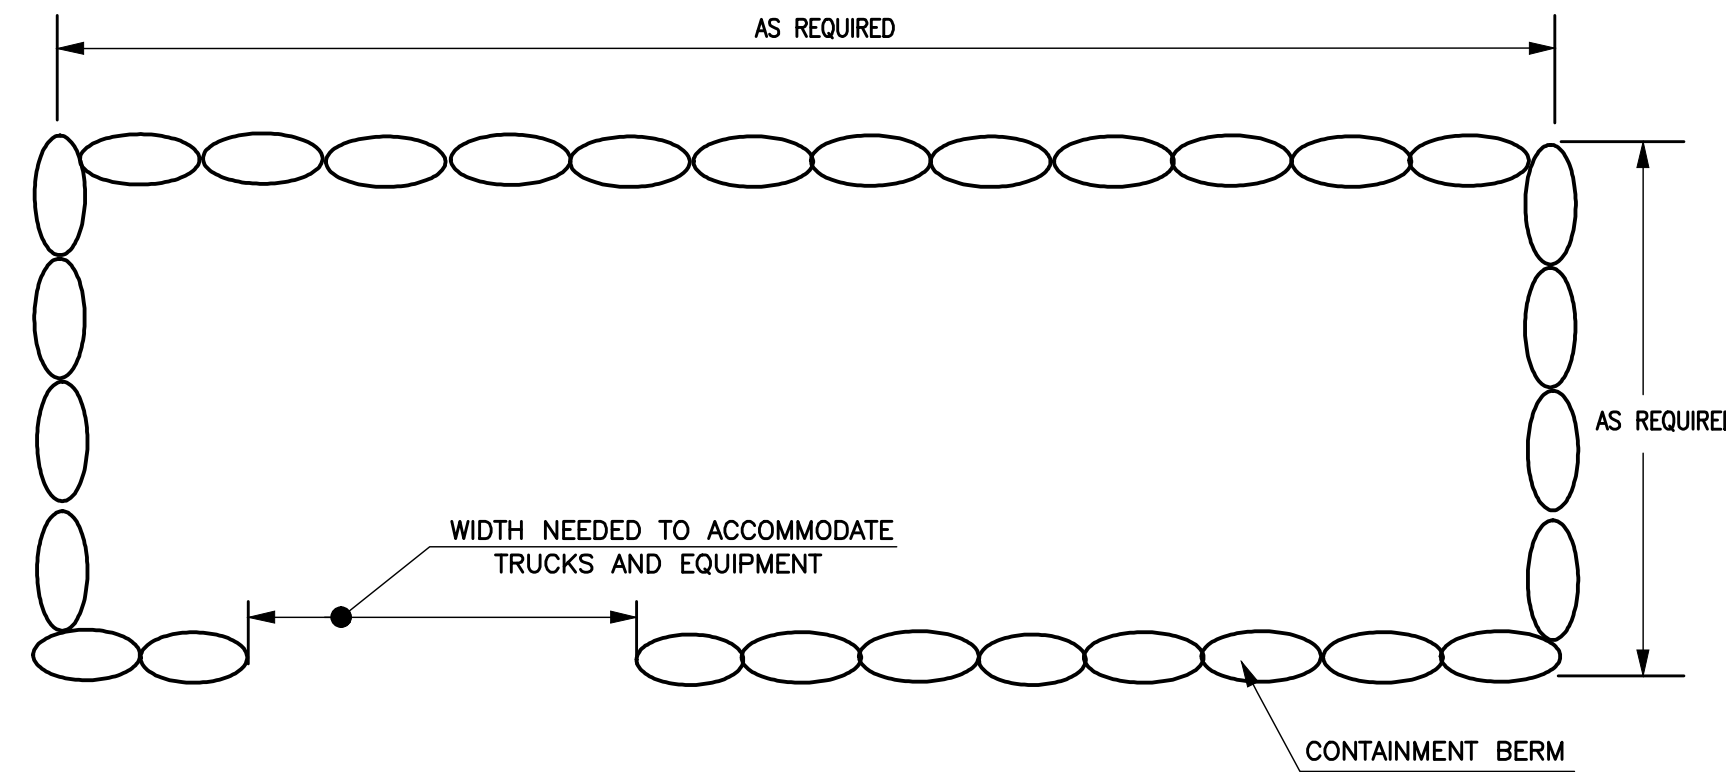 AS REQUIRED
AS REQUIRED
WIDTH NEEDED TO ACCOMMODATE
TRUCKS AND EQUIPMENT
CONTAINMENT BERM